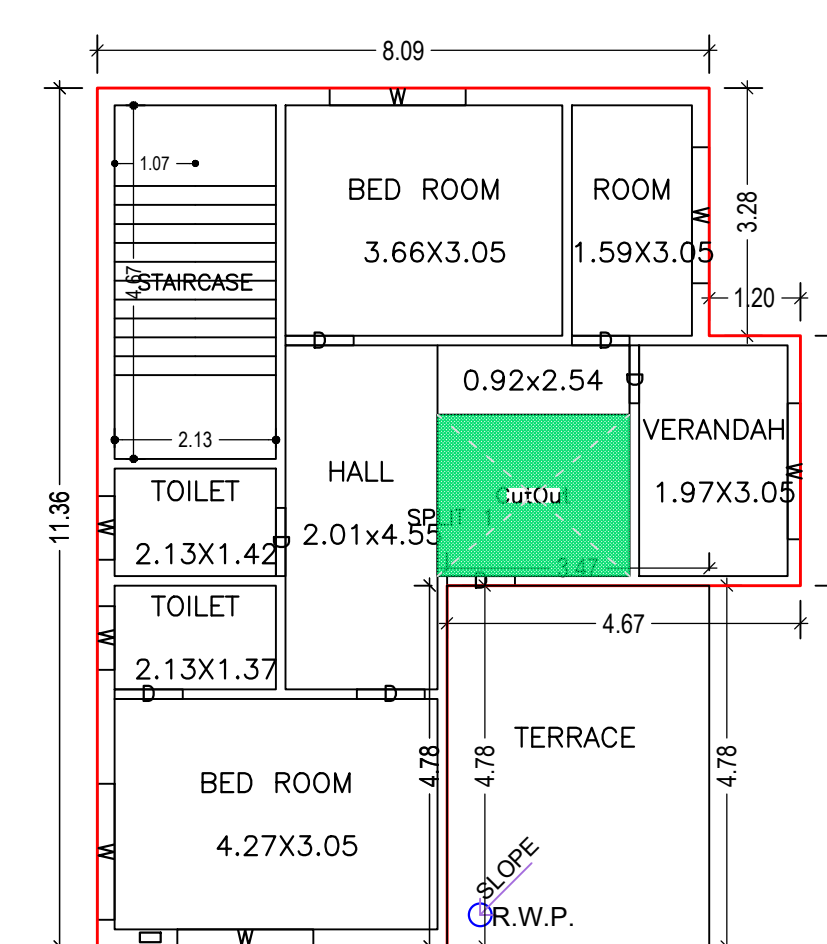 8.09
W
1.07
BED ROOM
ROOM
3.66X3.05
1.59X3.05
W
3.28
STAIRCASE
4.67
1.20
D
D
0.92x2.54
D
VERANDAH
2.13
HALL
TOILET
1.97X3.05
W
CutOut
SPLIT 1
2.01x4.55
11.36
W
2.13X1.42
D
3.47
D
TOILET
4.67
W
2.13X1.37
D
D
TERRACE
4.78
4.78
4.78
BED ROOM
4.27X3.05
W
SLOPE
R.W.P.
W